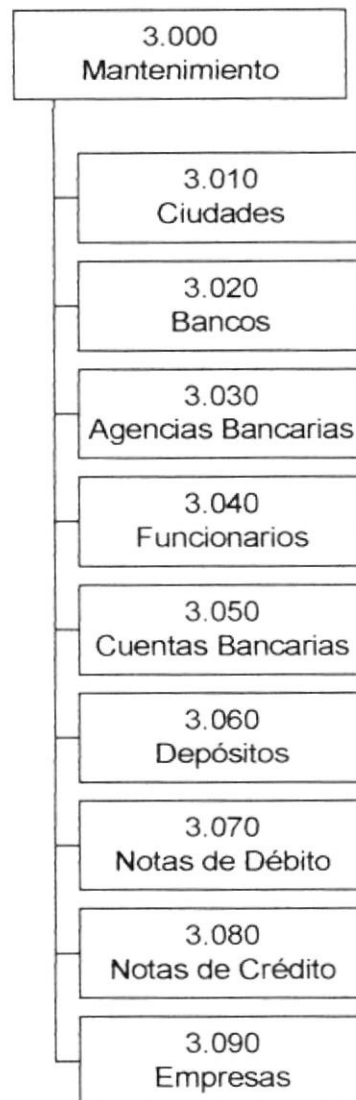 3.000
Mantenimiento
3.010
Ciudades
3.020
Bancos
3.030
Agencias Bancarias
3.040
Funcionarios
3.050
Cuentas Bancarias
3.060
Depósitos
3.070
Notas de Débito
3.080
Notas de Crédito
3.090
Empresas